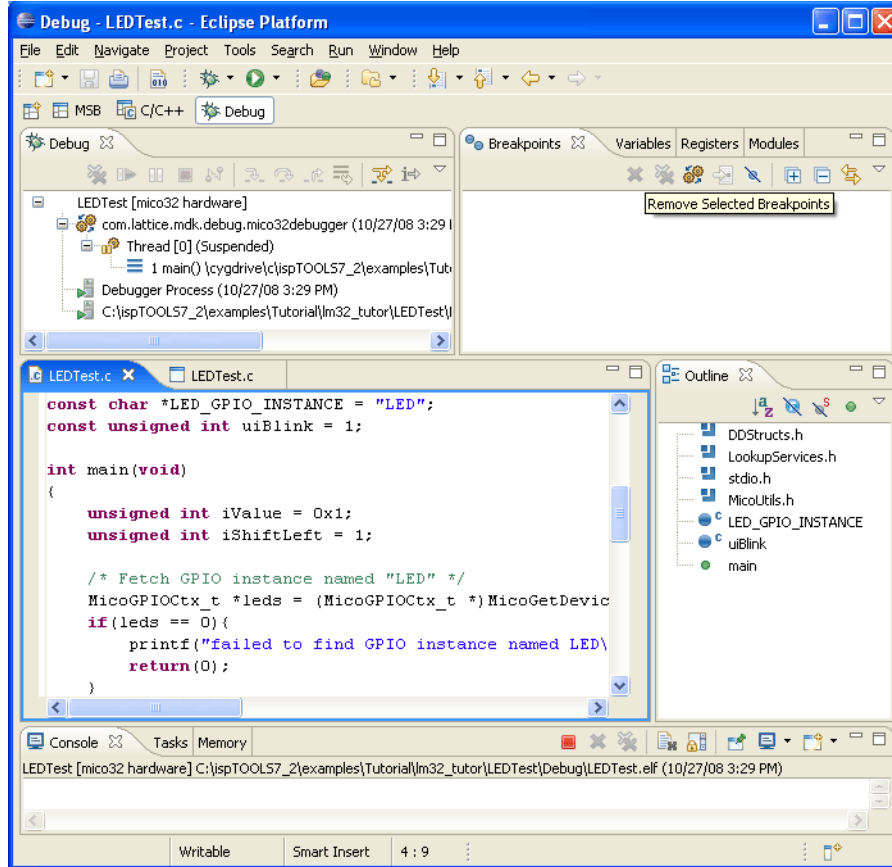 Debug - LEDTest.c - Eclipse Platform
File Edit Navigate Project Tools Search Run Window Help
010
MSB C/C++ Debug
Debug
LEDTest [mico32 hardware]
com.lattice.mdk.debug.mico32debugger (10/27/08 3:29
Thread [0] (Suspended)
1 main() \cygdrive\c\ispTOOLS7_2\examples\Tut
Debugger Process (10/27/08 3:29 PM)
C:\ispTOOLS7_2\examples\Tutorial\lm32_tutor\LEDTest\
Breakpoints Variables Registers Modules
Remove Selected Breakpoints
LEDTest.c LEDTest.c
const char *LED_GPIO_INSTANCE = "LED";
const unsigned int uiBlink = 1;
int main(void)
{
unsigned int iValue = 0x1;
unsigned int iShiftLeft = 1;
/* Fetch GPIO instance named "LED" */
MicoGPIOCtx_t *leds = (MicoGPIOCtx_t *)MicoGetDevic
if(leds == 0){
printf("failed to find GPIO instance named LED\
return(0);
}
Outline
DDStructs.h
LookupServices.h
stdio.h
MicoUtils.h
LED_GPIO_INSTANCE
uiBlink
main
Console Tasks Memory
LEDTest [mico32 hardware] C:\ispTOOLS7_2\examples\Tutorial\lm32_tutor\LEDTest\Debug\LEDTest.elf (10/27/08 3:29 PM)
Writable Smart Insert 4 : 9